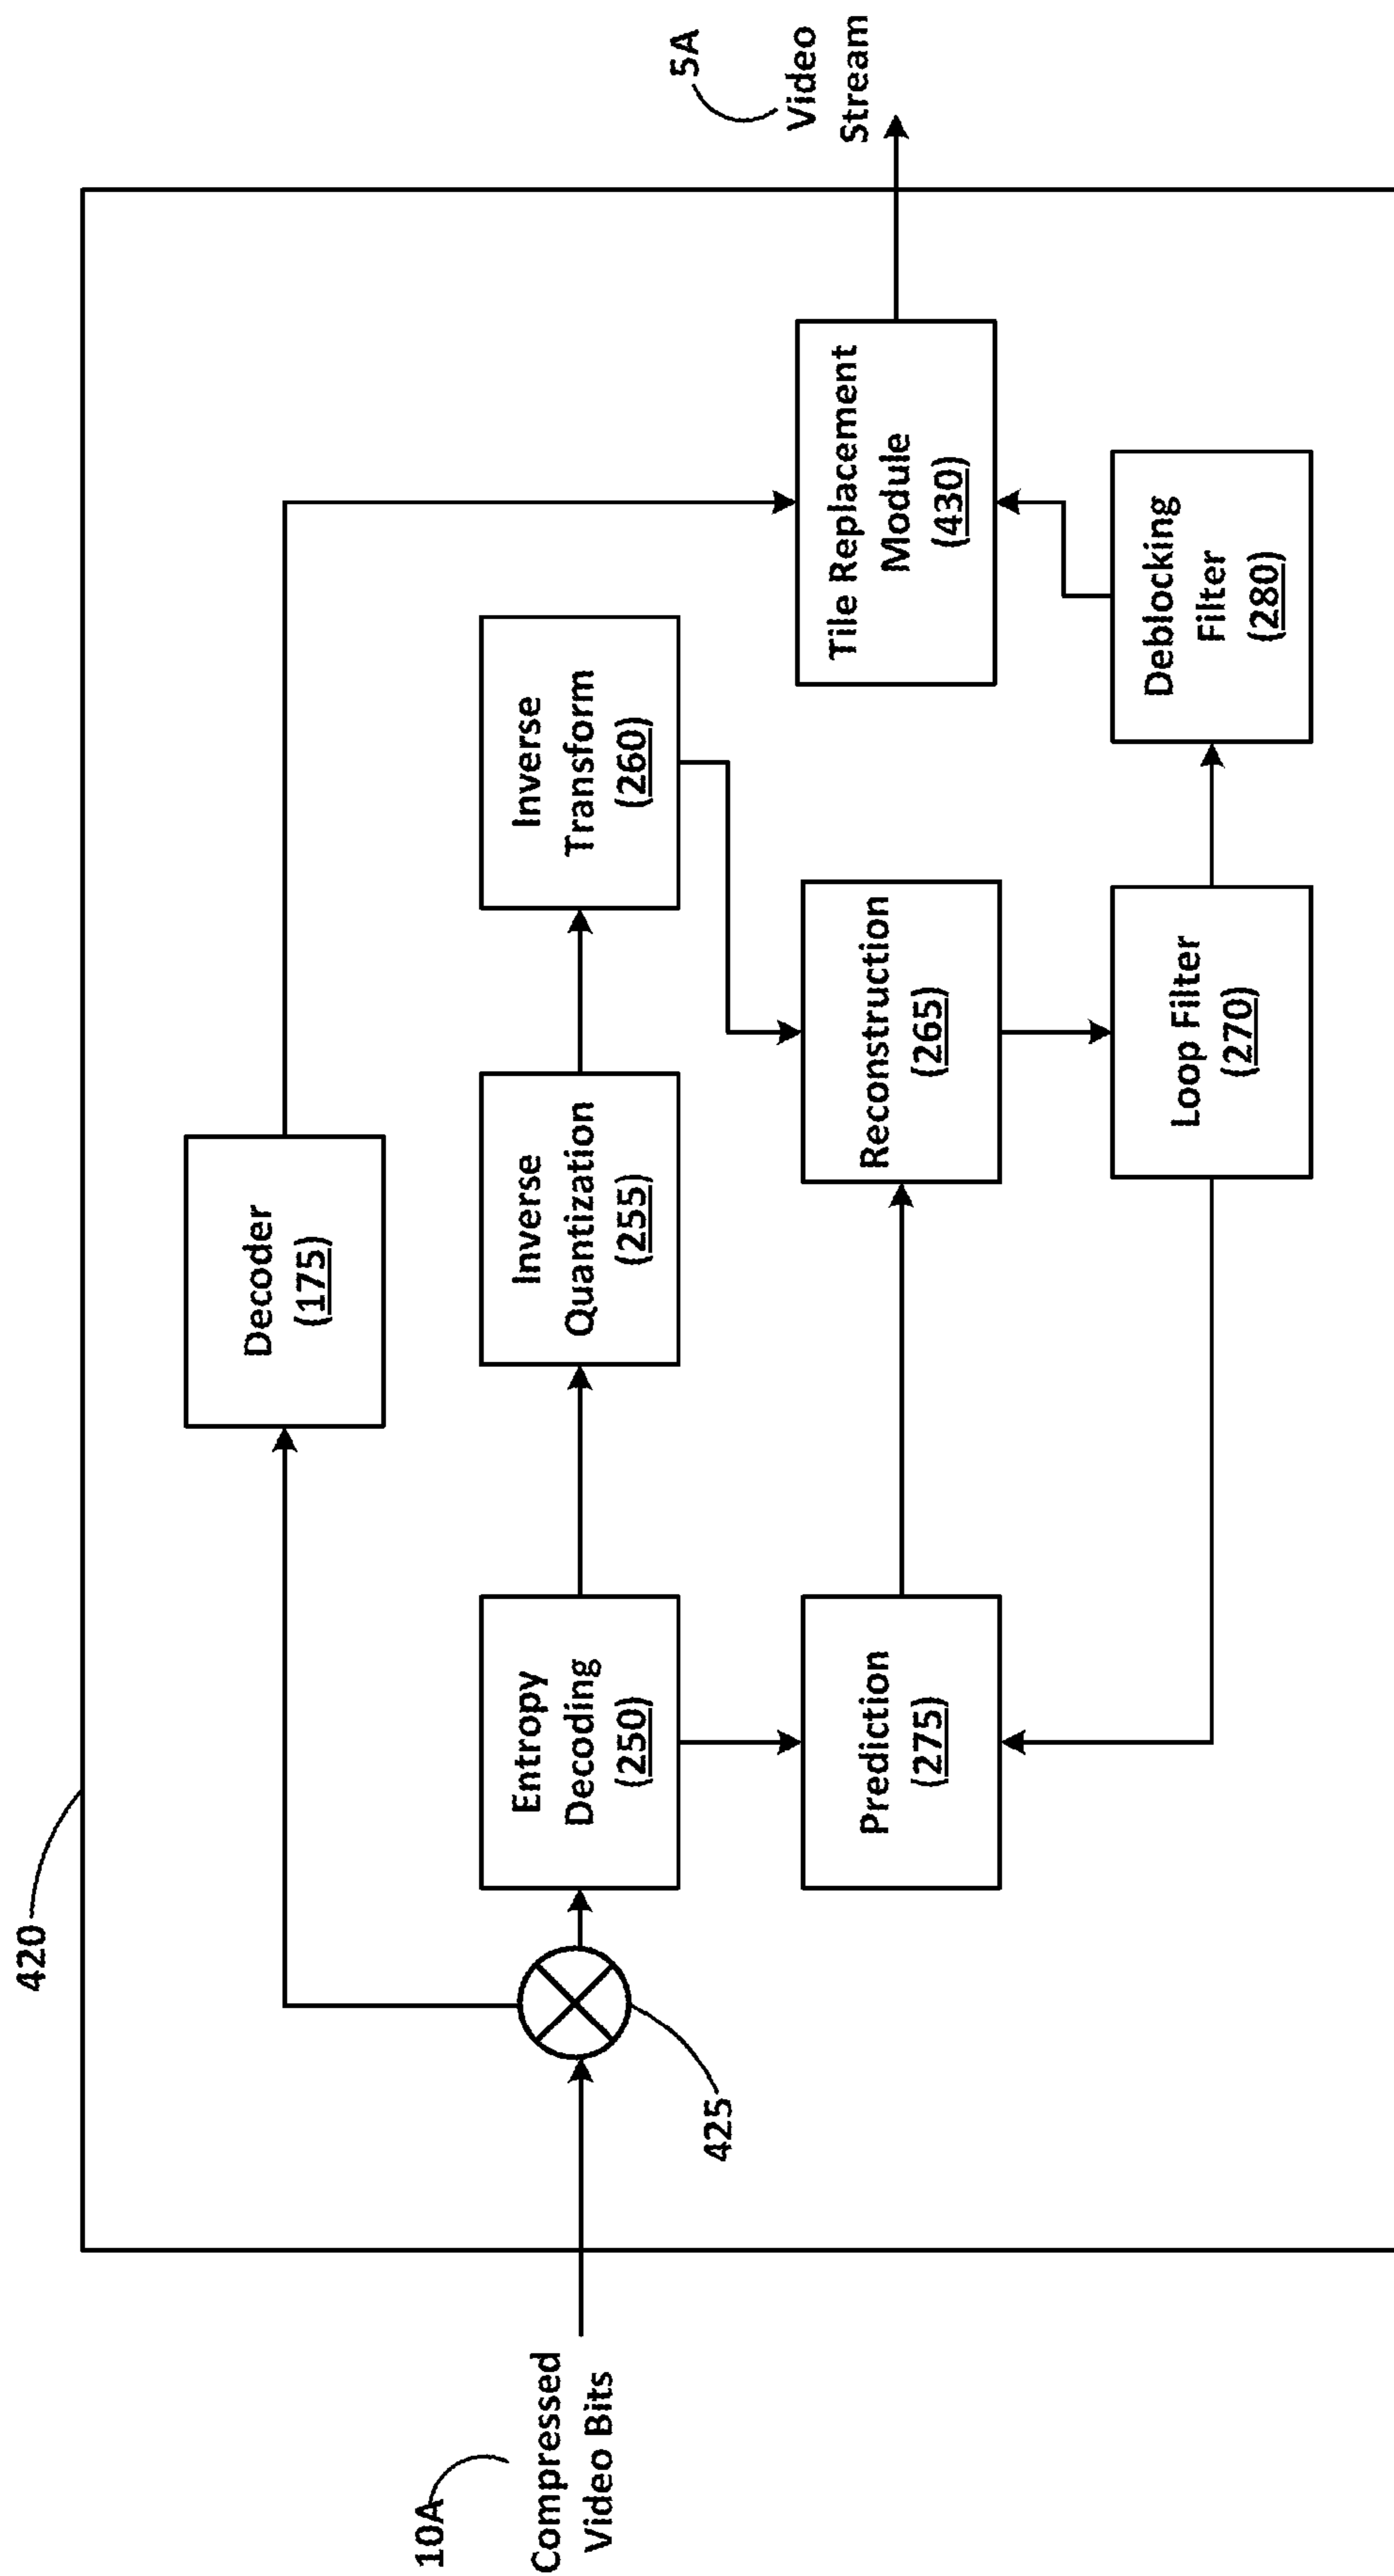 420
10A
Compressed
Video Bits
425
Decoder
(175)
Entropy
Decoding
(250)
Inverse
Quantization
(255)
Inverse
Transform
(260)
Prediction
(275)
Reconstruction
(265)
Loop Filter
(270)
Deblocking
Filter
(280)
Tile Replacement
Module
(430)
5A
Video
Stream